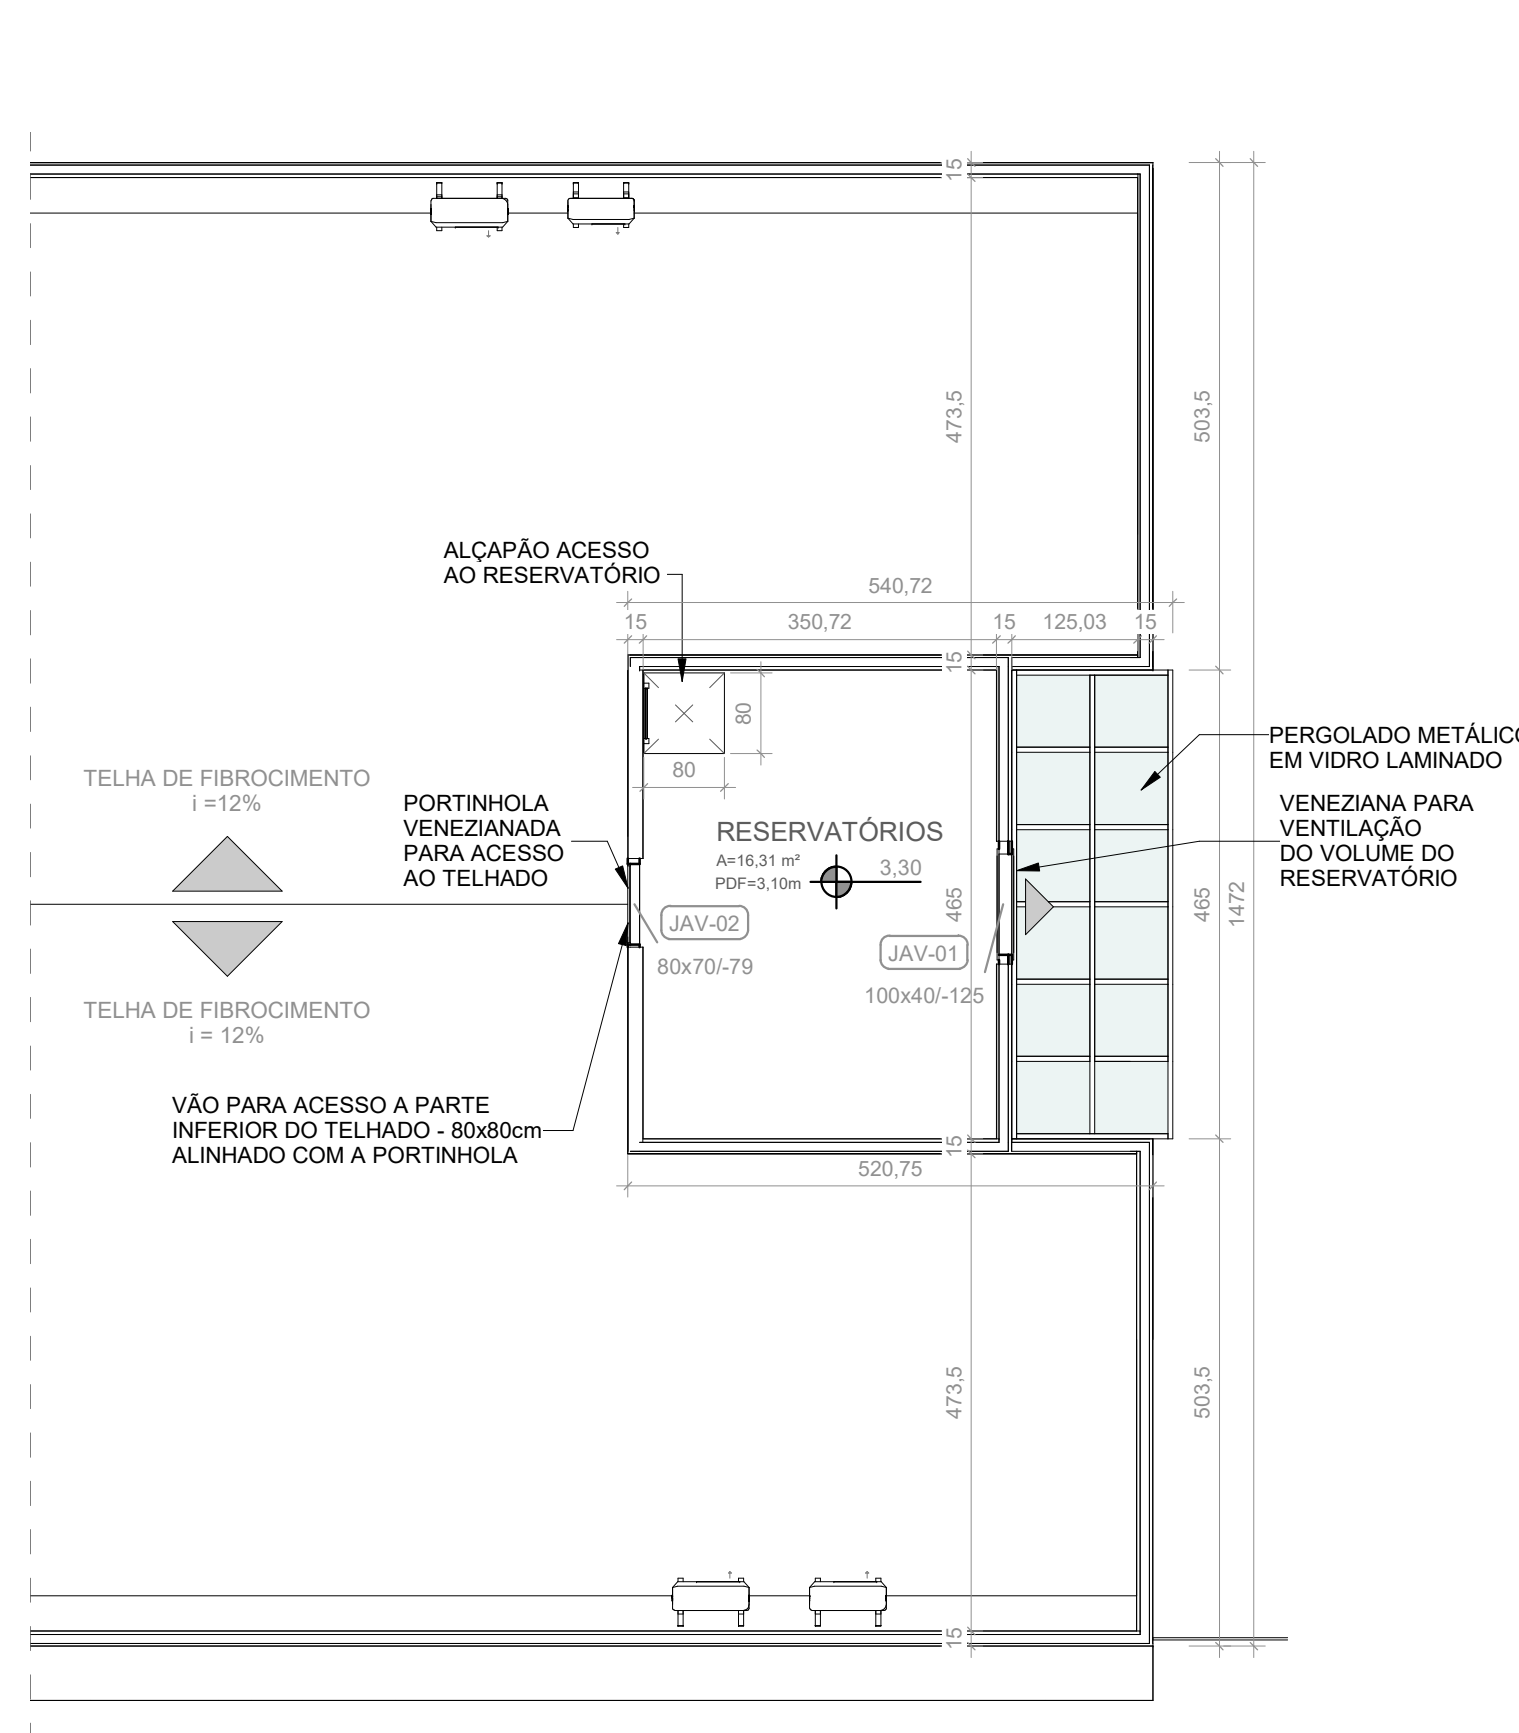 15
473,5
503,5
ALÇAPÃO ACESSO
AO RESERVATÓRIO
540,72
15
350,72
15
125,03
15
15
80
80
PERGOLADO METÁLICO
EM VIDRO LAMINADO
TELHA DE FIBROCIMENTO
i =12%
PORTINHOLA
VENEZIANADA
PARA ACESSO
AO TELHADO
RESERVATÓRIOS
A=16,31 m²
PDF=3,10m
3,30
VENEZIANA PARA
VENTILAÇÃO
DO VOLUME DO
RESERVATÓRIO
465
465
1472
JAV-02
80x70/-79
JAV-01
100x40/-125
TELHA DE FIBROCIMENTO
i = 12%
VÃO PARA ACESSO A PARTE
INFERIOR DO TELHADO - 80x80cm
ALINHADO COM A PORTINHOLA
15
520,75
473,5
503,5
15